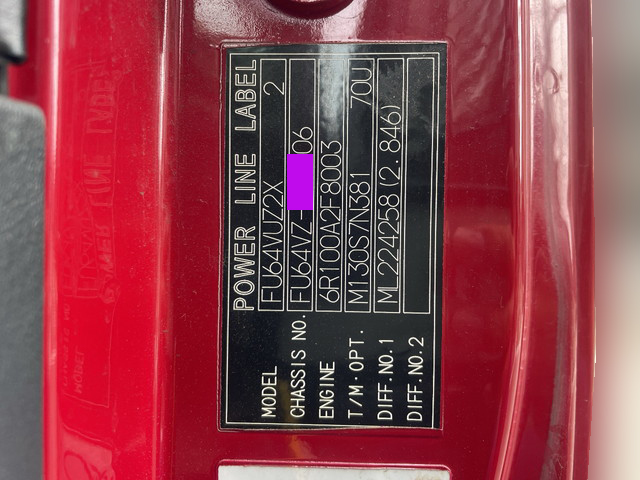 POWER LINE LABEL
MODEL FU64VUZ2X 2
CHASSIS NO. FU64VZ- 06
ENGINE 6R100A2F8003
T/M·OPT. M130S7N381 70U
DIFF.NO.1 ML224258(2.846)
DIFF.NO.2